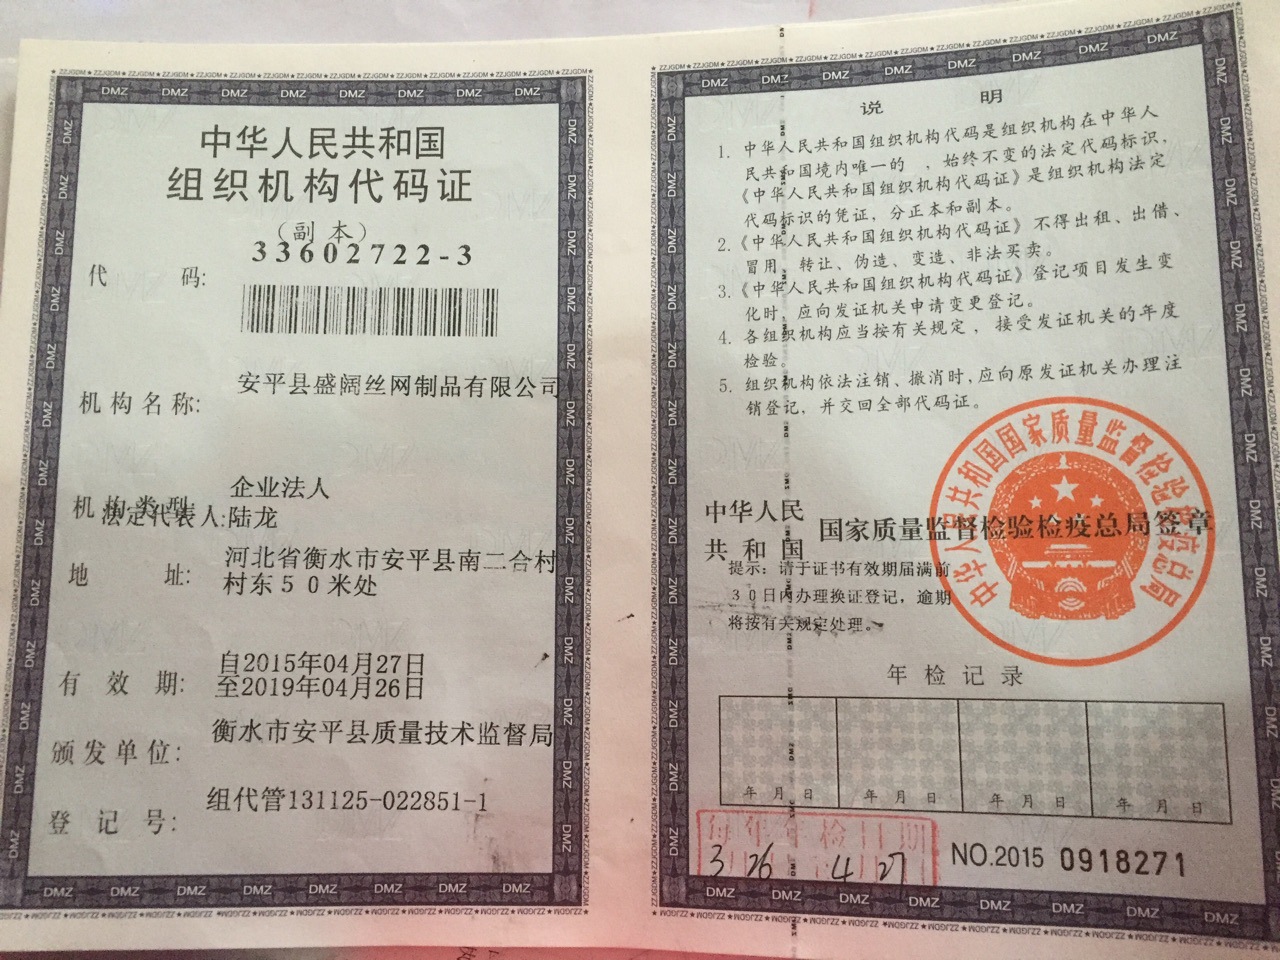 中华人民共和国
组织机构代码证
（副 本）
代 码: 33602722-3
机构名称: 安平县盛阔丝网制品有限公司
机构类型: 企业法人
法定代表人:陆龙
地 址: 河北省衡水市安平县南二合村
村东50米处
有 效 期: 自2015年04月27日
至2019年04月26日
颁发单位: 衡水市安平县质量技术监督局
登 记 号: 组代管131125-022851-1
说 明
1. 中华人民共和国组织机构代码是组织机构在中华人
民共和国境内唯一的 、始终不变的法定代码标识，
《中华人民共和国组织机构代码证》是组织机构法定
代码标识的凭证，分正本和副本。
2.《中华人民共和国组织机构代码证》不得出租、出借、
冒用、转让、伪造、变造、非法买卖。
3.《中华人民共和国组织机构代码证》登记项目发生变
化时，应向发证机关申请变更登记。
4. 各组织机构应当按有关规定，接受发证机关的年度
检验。
5. 组织机构依法注销、撤消时，应向原发证机关办理注
销登记，并交回全部代码证。
中华人民
共 和 国
国家质量监督检验检疫总局签章
中华人民共和国国家质量监督检验检疫总局
提示：请于证书有效期届满前
30日内办理换证登记，逾期
将按有关规定处理。
年 检 记 录
年 月 日 年 月 日 年 月 日 年 月 日
每年年检日期
3 26 4 27
NO.2015 0918271